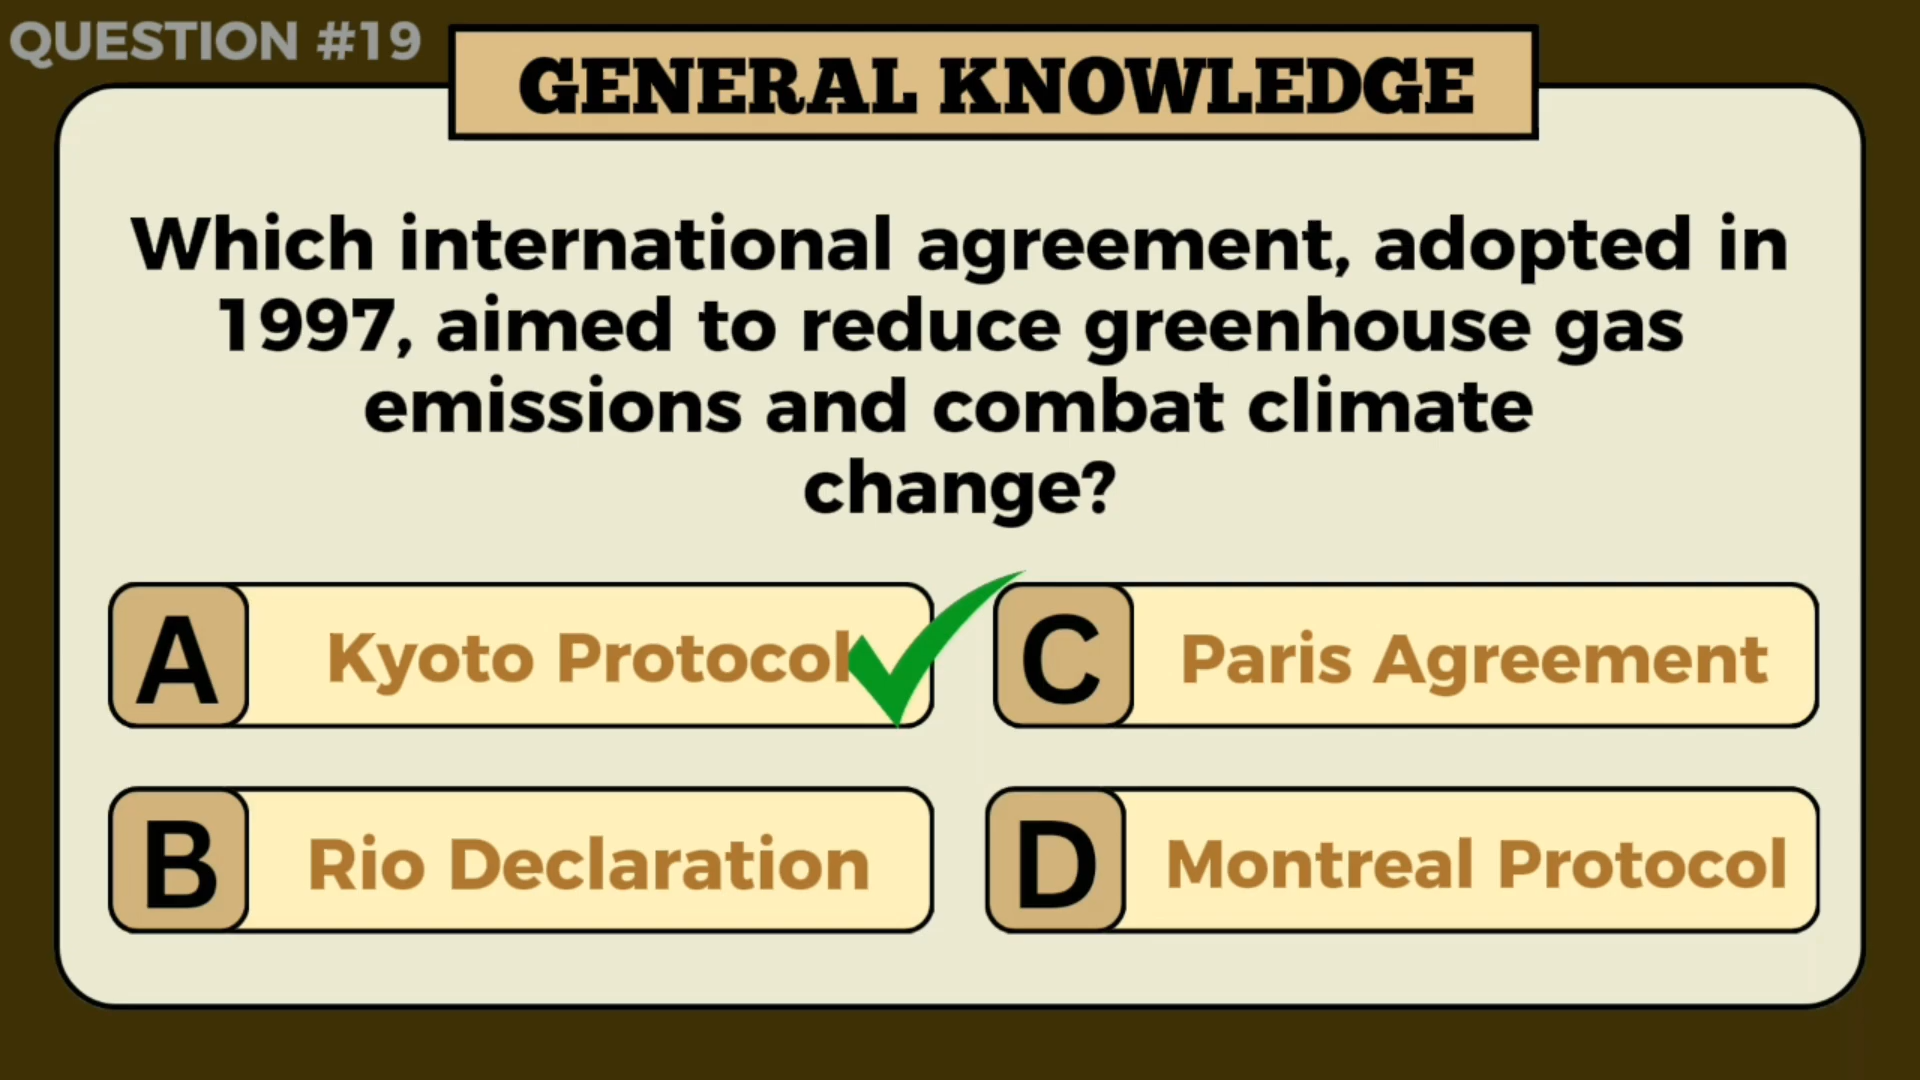 QUESTION #19
GENERAL KNOWLEDGE
Which international agreement, adopted in
1997, aimed to reduce greenhouse gas
emissions and combat climate
change?
A Kyoto Protocol
C Paris Agreement
B Rio Declaration
D Montreal Protocol